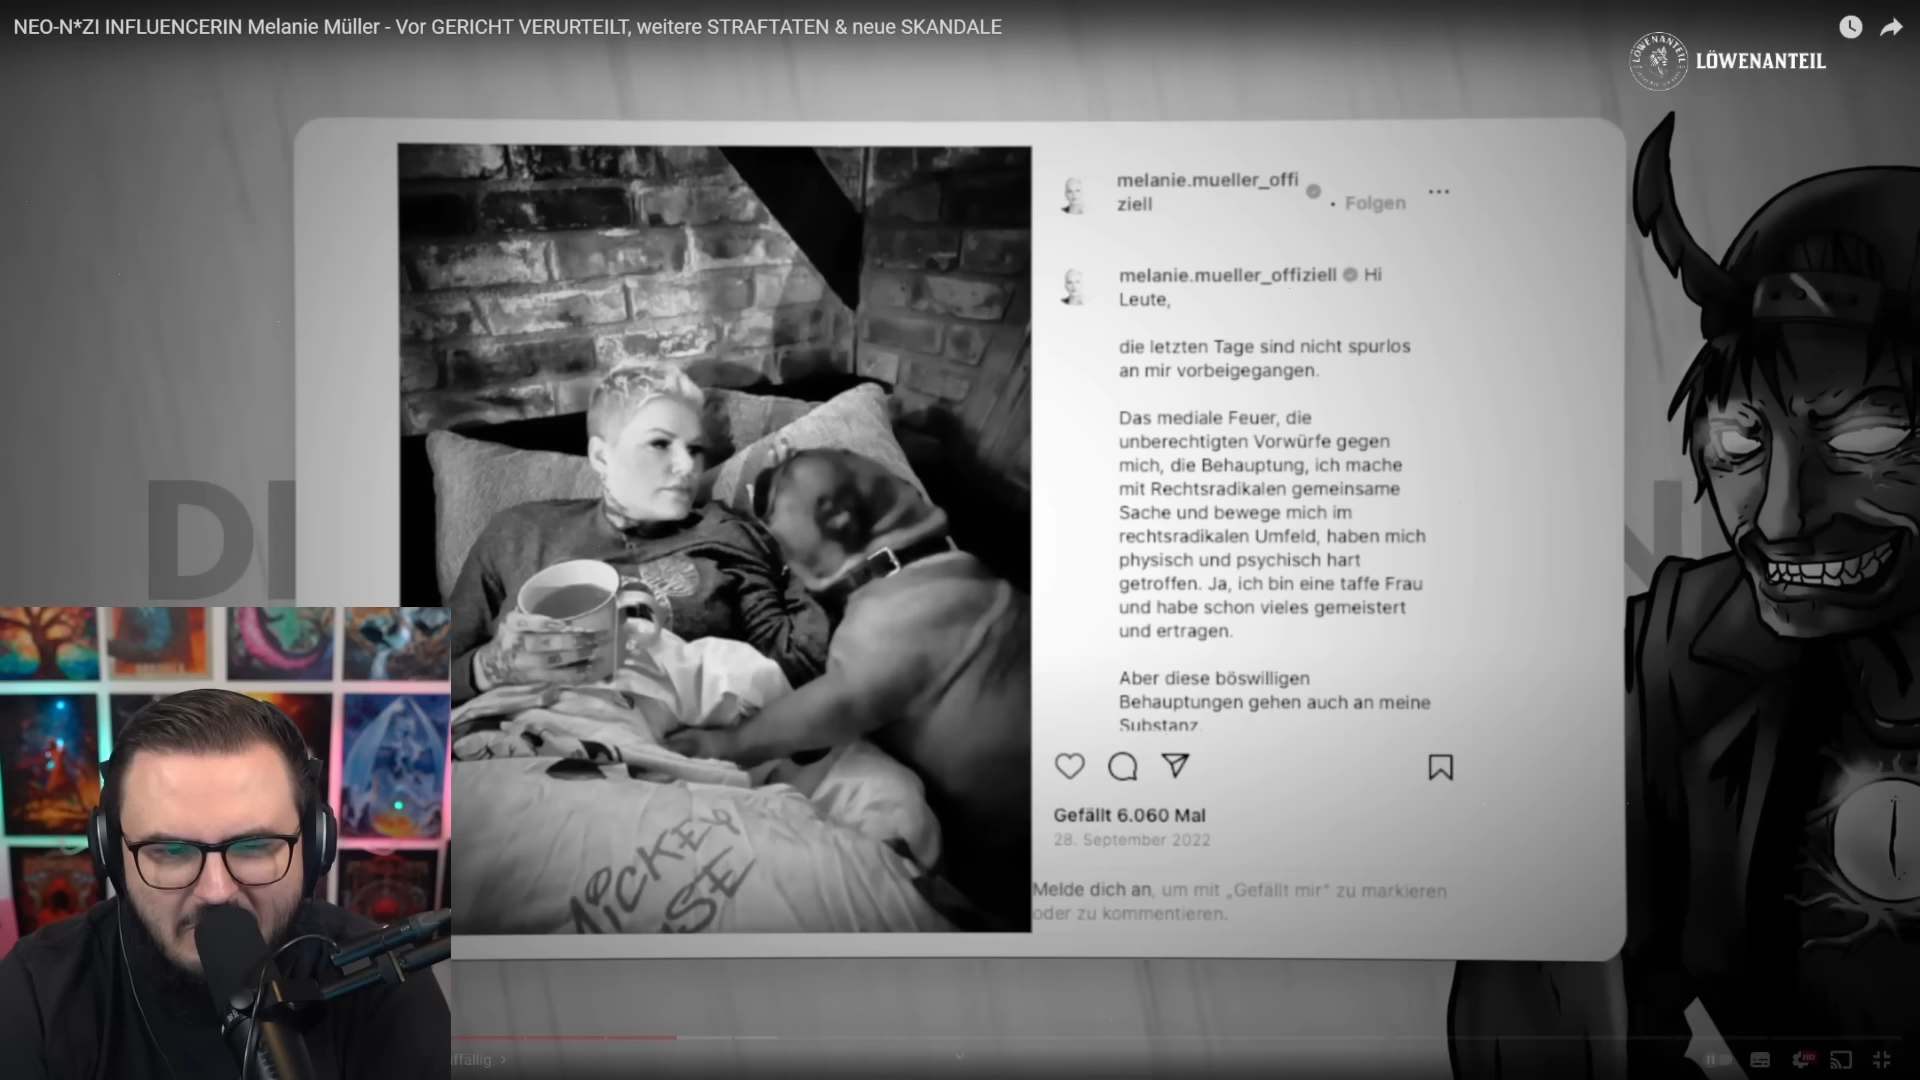 NEO-N*ZI INFLUENCERIN Melanie Müller - Vor GERICHT VERURTEILT, weitere STRAFTATEN & neue SKANDALE
LÖWENANTEIL
LÖWENANTEIL
melanie.mueller_offi
ziell
• Folgen
melanie.mueller_offiziell Hi
Leute,
die letzten Tage sind nicht spurlos
an mir vorbeigegangen.
Das mediale Feuer, die
unberechtigten Vorwürfe gegen
mich, die Behauptung, ich mache
mit Rechtsradikalen gemeinsame
Sache und bewege mich im
rechtsradikalen Umfeld, haben mich
physisch und psychisch hart
getroffen. Ja, ich bin eine taffe Frau
und habe schon vieles gemeistert
und ertragen.
Aber diese böswilligen
Behauptungen gehen auch an meine
Substanz
Gefällt 6.060 Mal
28. September 2022
Melde dich an, um mit „Gefällt mir“ zu markieren
oder zu kommentieren.
MICKEY
ffällig. >
HD